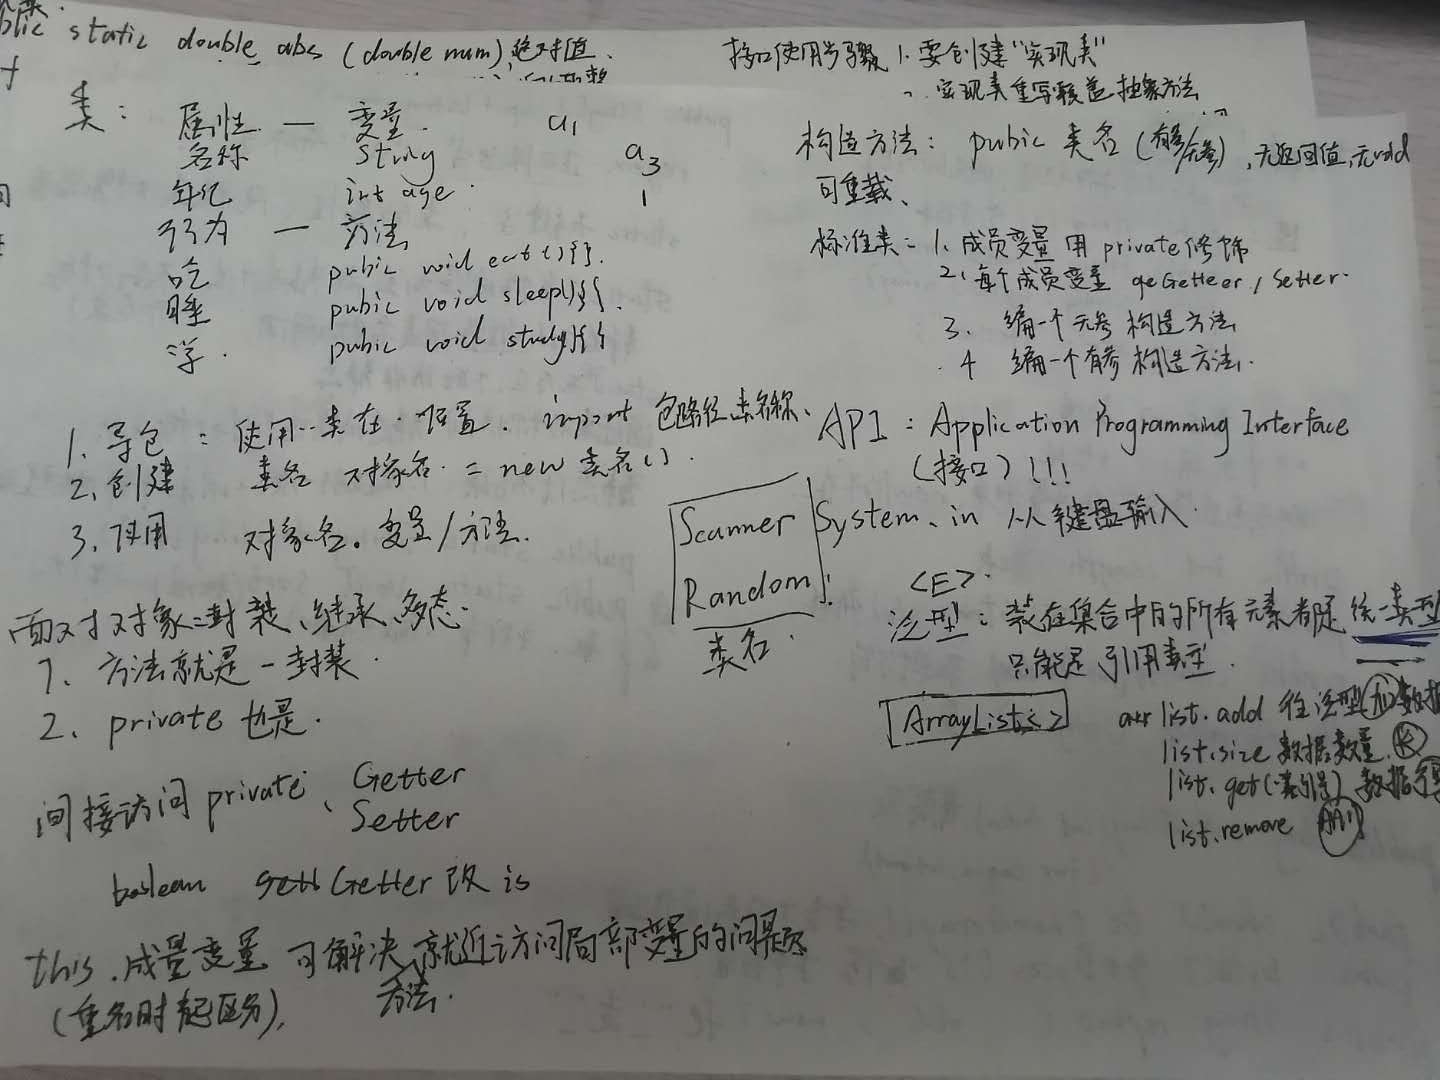 public static double abs (double num) 绝对值、
接口使用步骤 1. 要创建"实现类"
实现类重写覆盖抽象方法
类： 属性 — 变量. a1
名称 String a3
年纪 int age 1
行为 — 方法
吃 pubic void eat(){}.
睡 pubic void sleep(){}.
学. pubic void study(){}
构造方法： pubic 类名 (有参/无参), 无返回值,无void
可重载、
标准类= 1. 成员变量 用 private修饰
2. 每个成员变量 geGetteer / Setter.
3. 编一个无参 构造方法
4 编一个有参 构造方法.
1. 导包 : 使用 类在 位置. import 包路径.类名称、
2. 创建 类名 对象名 = new 类名().
3. 使用 对象名。变量/方法.
API : Application Programming Interface
(接口) !!!
Scanner System.in 从键盘输入.
Random
类名.
<E>.
泛型: 装在集合中的所有元素都是 统一类型
只能是 引用类型.
ArrayList<> list.add 往泛型加数据
list.size 数据数量.
list.get(索引号) 数据
list.remove
面对对象=封装、继承、多态.
1. 方法就是一封装.
2. private 也是.
间接访问 private、 Getter
Setter
boolean Getter 改 is
this.成量变量 可解决 就近访问局部变量的问题
方法.
(重名时起区分),